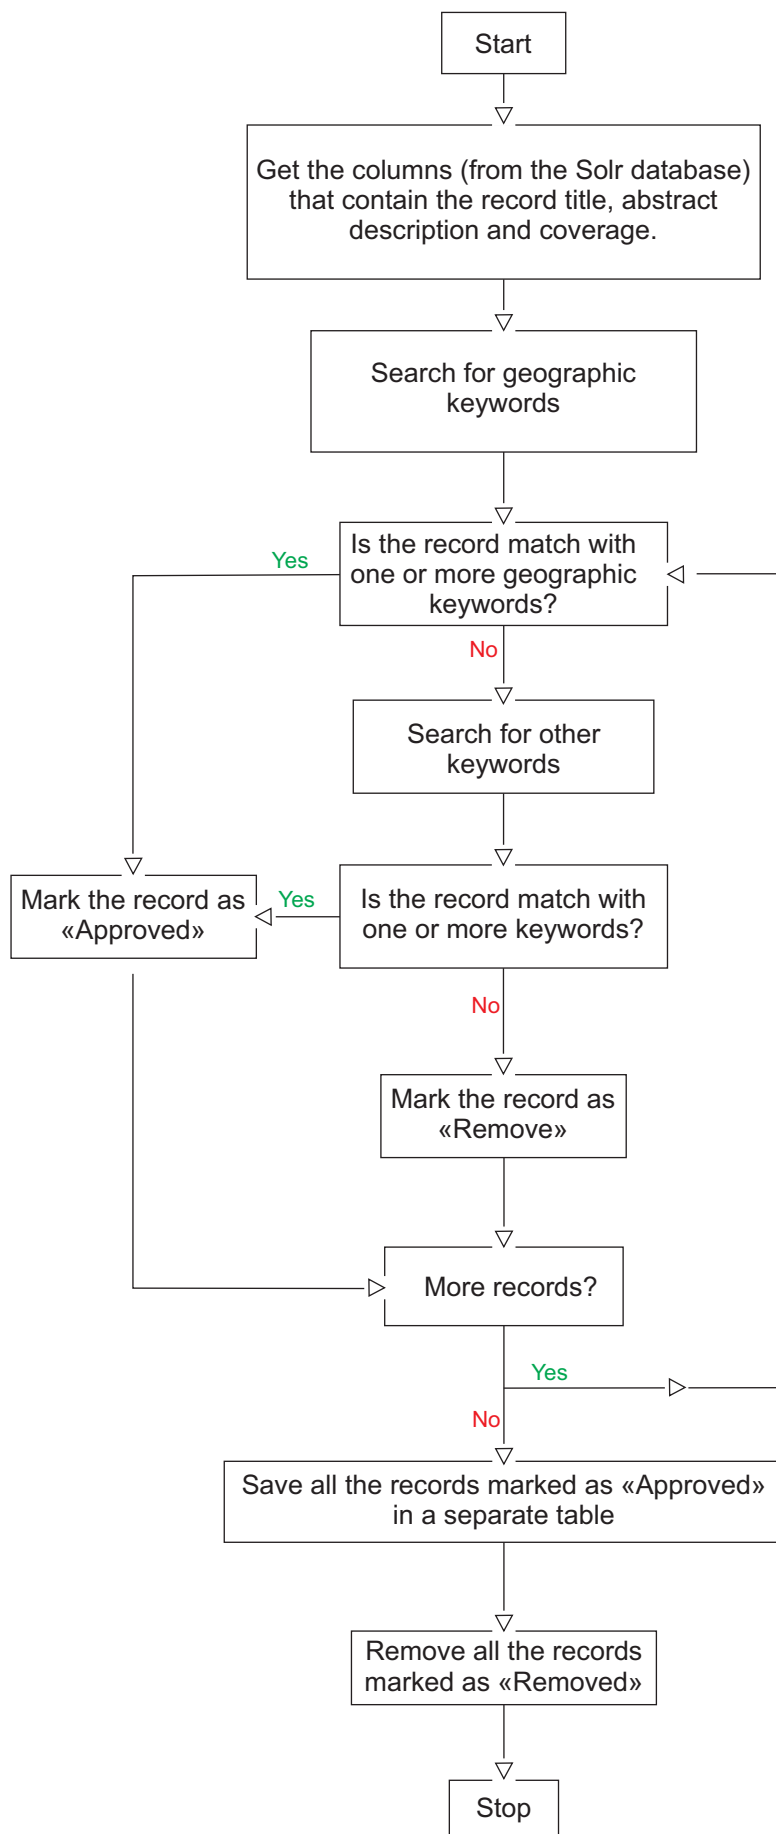 Start
Get the columns (from the Solr database)
that contain the record title, abstract
description and coverage.
Search for geographic
keywords
Is the record match with
one or more geographic
keywords?
Yes
No
Search for other
keywords
Mark the record as
«Approved»
Yes
Is the record match with
one or more keywords?
No
Mark the record as
«Remove»
More records?
Yes
No
Save all the records marked as «Approved»
in a separate table
Remove all the records
marked as «Removed»
Stop